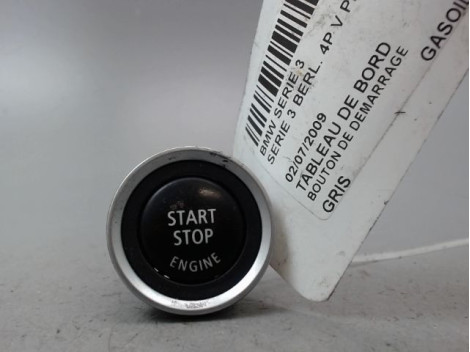 START
STOP
ENGINE
BMW SERIE 3
SERIE 3 BERL. 4P V
02/07/2009
TABLEAU DE BORD
BOUTON DE DEMARRAGE
GRIS